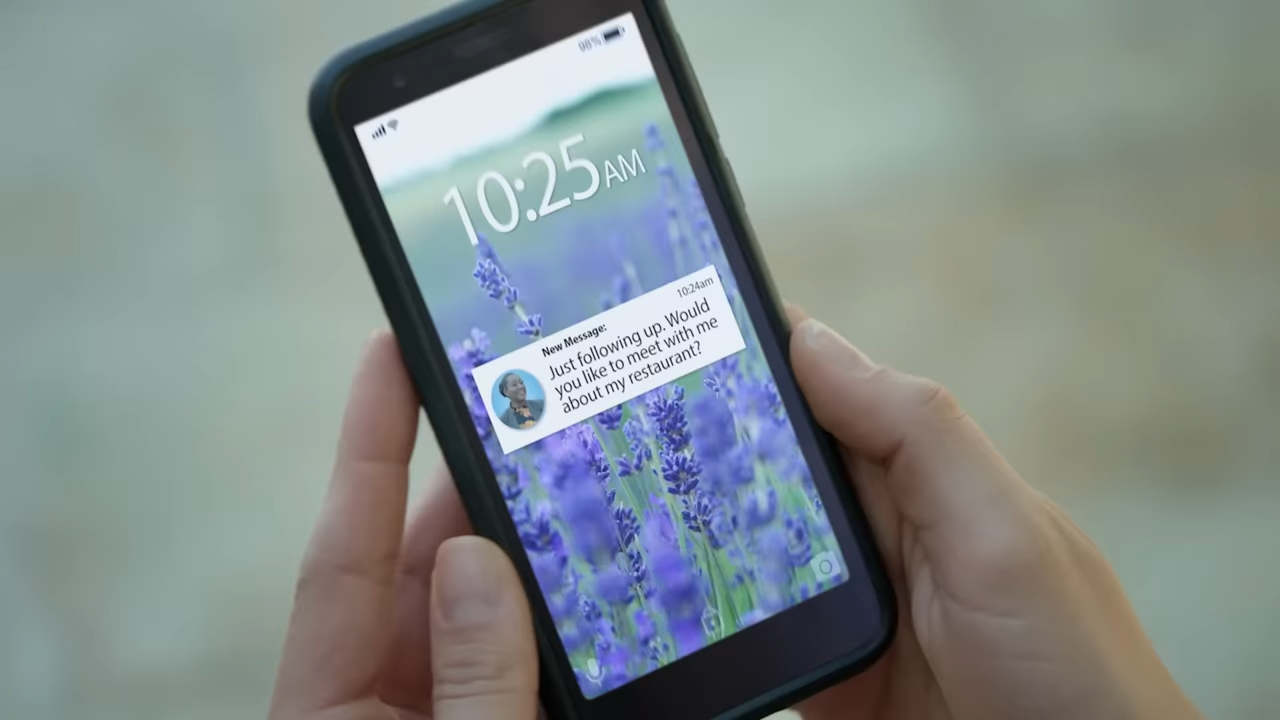 98%
10:25AM
10:24am
New Message:
Just following up. Would
you like to meet with me
about my restaurant?